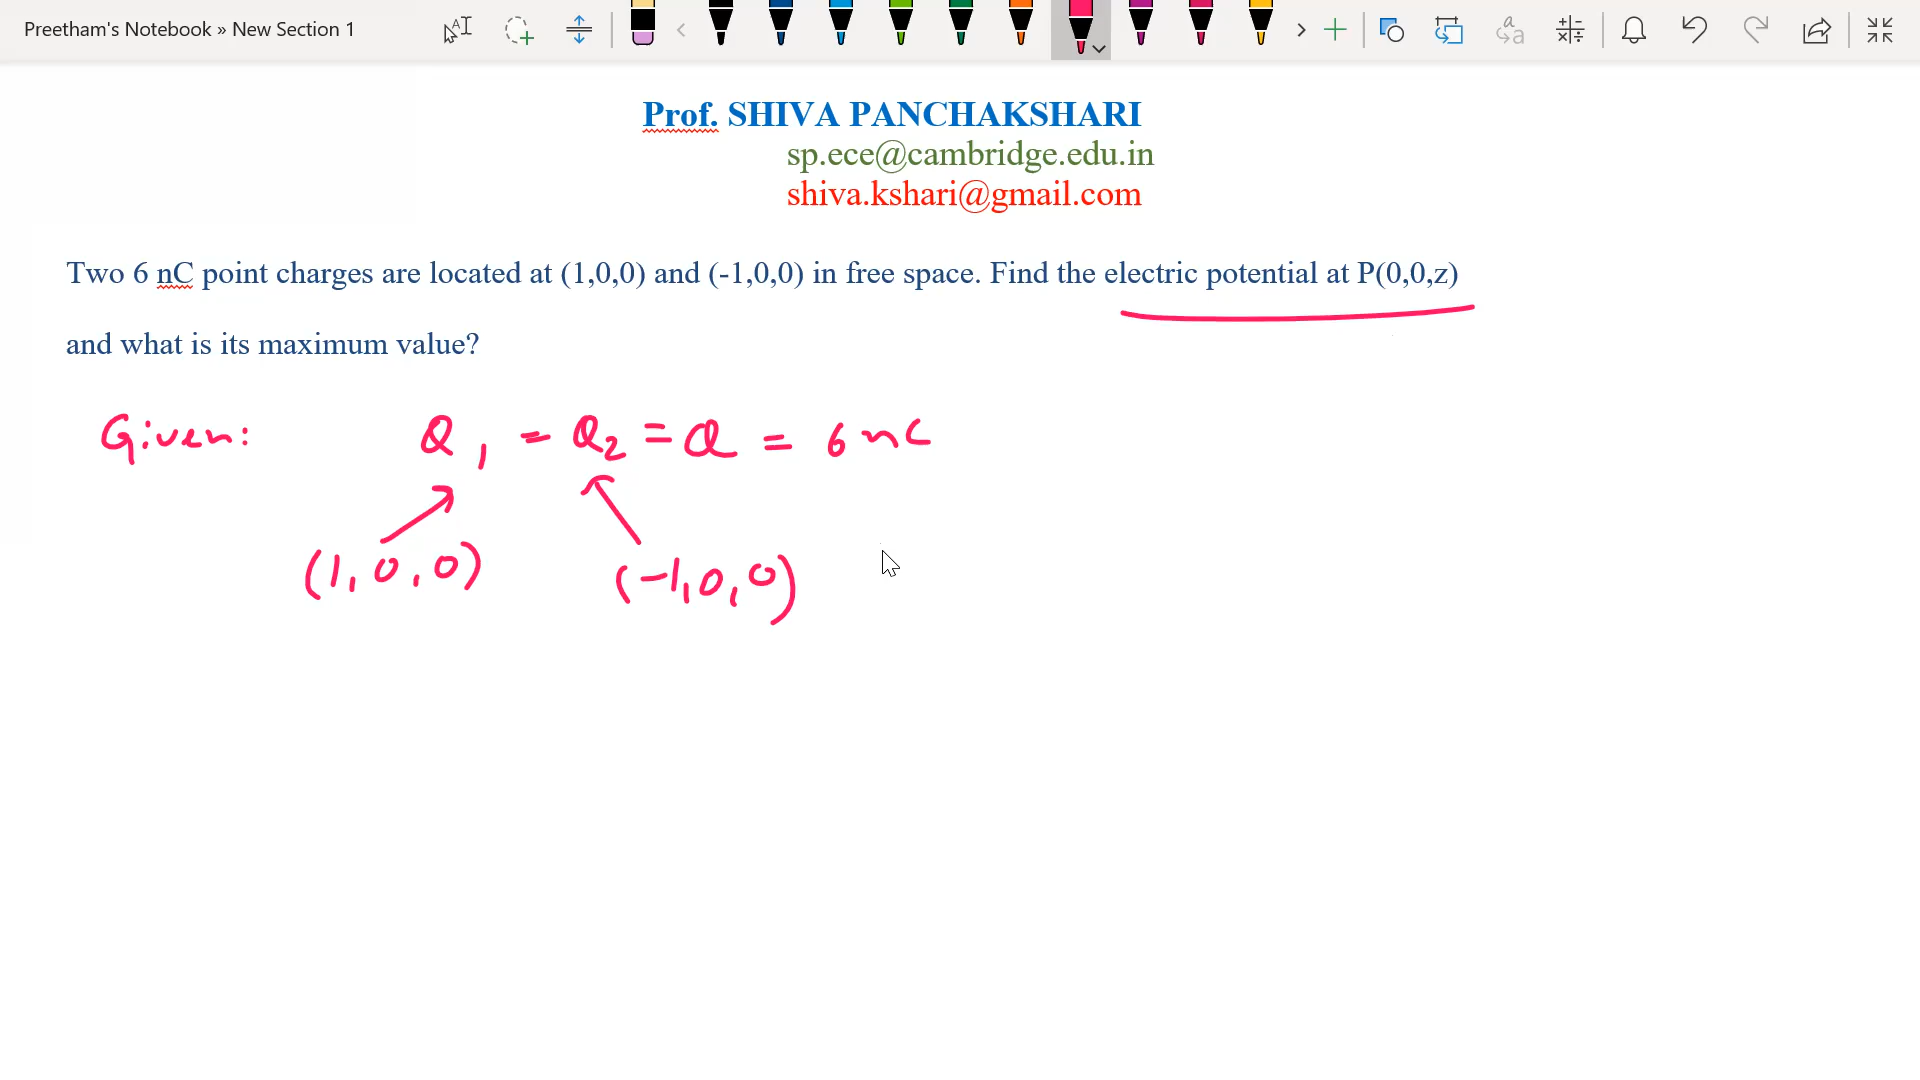 Preetham's Notebook » New Section 1
Prof. SHIVA PANCHAKSHARI
sp.ece@cambridge.edu.in
shiva.kshari@gmail.com
Two 6 nC point charges are located at (1,0,0) and (-1,0,0) in free space. Find the electric potential at P(0,0,z)
and what is its maximum value?
Given: Q1 = Q2 = Q = 6 nC
(1,0,0) (-1,0,0)